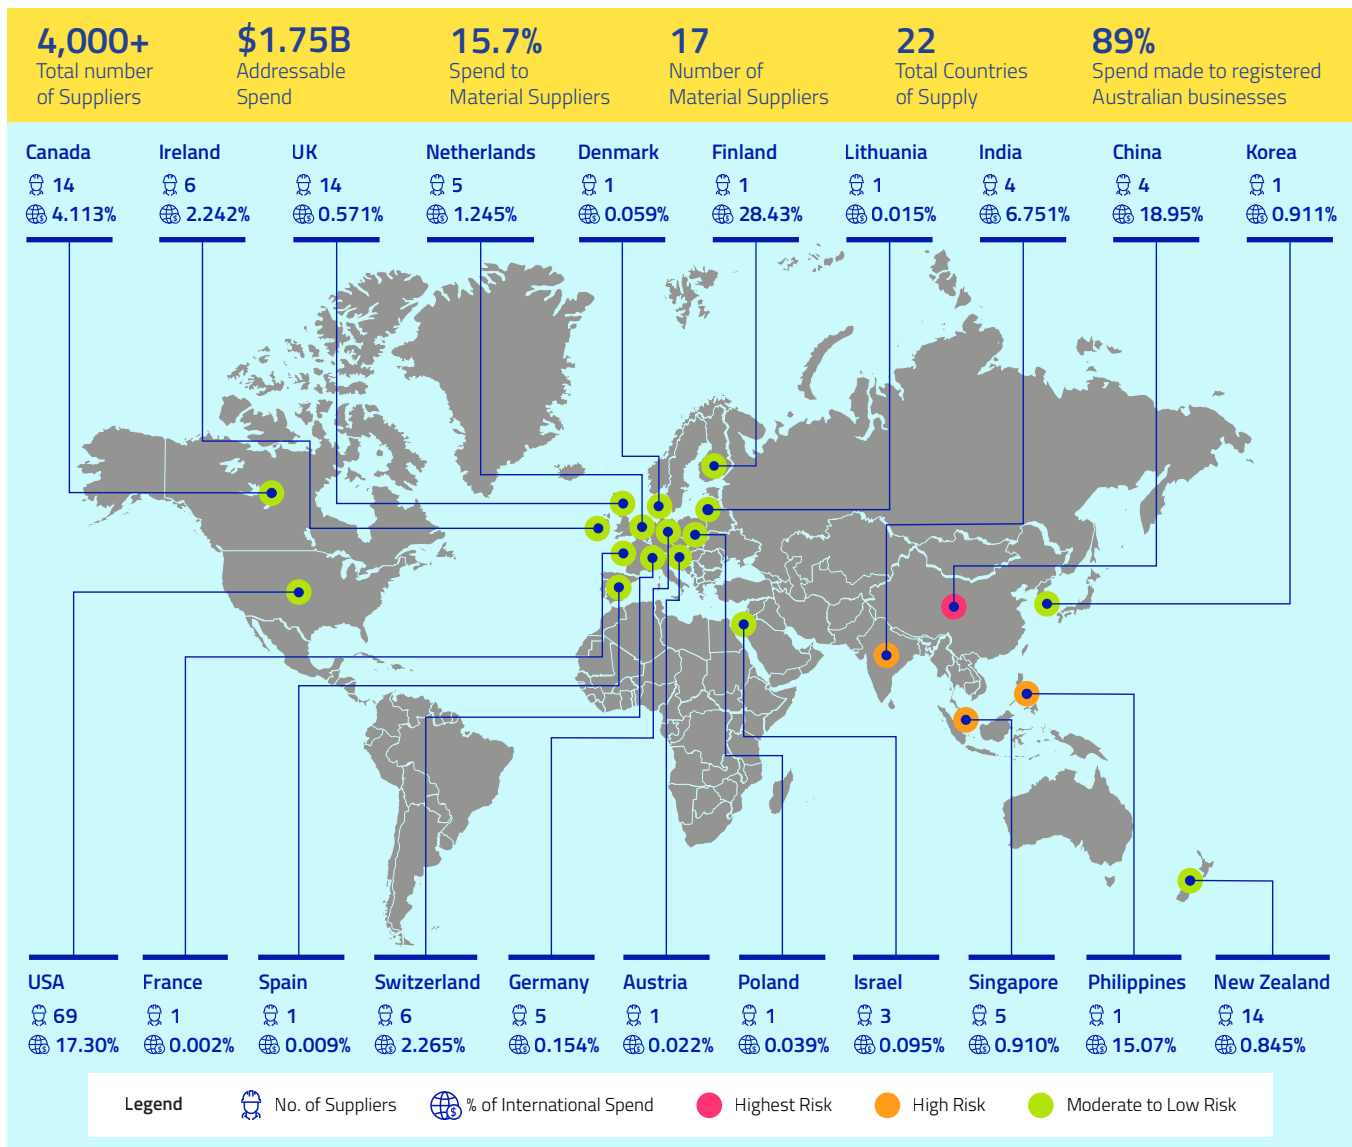 4,000+
Total number
of Suppliers
$1.75B
Addressable
Spend
15.7%
Spend to
Material Suppliers
17
Number of
Material Suppliers
22
Total Countries
of Supply
89%
Spend made to registered
Australian businesses
Canada
14
4.113%
Ireland
6
2.242%
UK
14
0.571%
Netherlands
5
1.245%
Denmark
1
0.059%
Finland
1
28.43%
Lithuania
1
0.015%
India
4
6.751%
China
4
18.95%
Korea
1
0.911%
USA
69
17.30%
France
1
0.002%
Spain
1
0.009%
Switzerland
6
2.265%
Germany
5
0.154%
Austria
1
0.022%
Poland
1
0.039%
Israel
3
0.095%
Singapore
5
0.910%
Philippines
1
15.07%
New Zealand
14
0.845%
Legend
No. of Suppliers
% of International Spend
Highest Risk
High Risk
Moderate to Low Risk